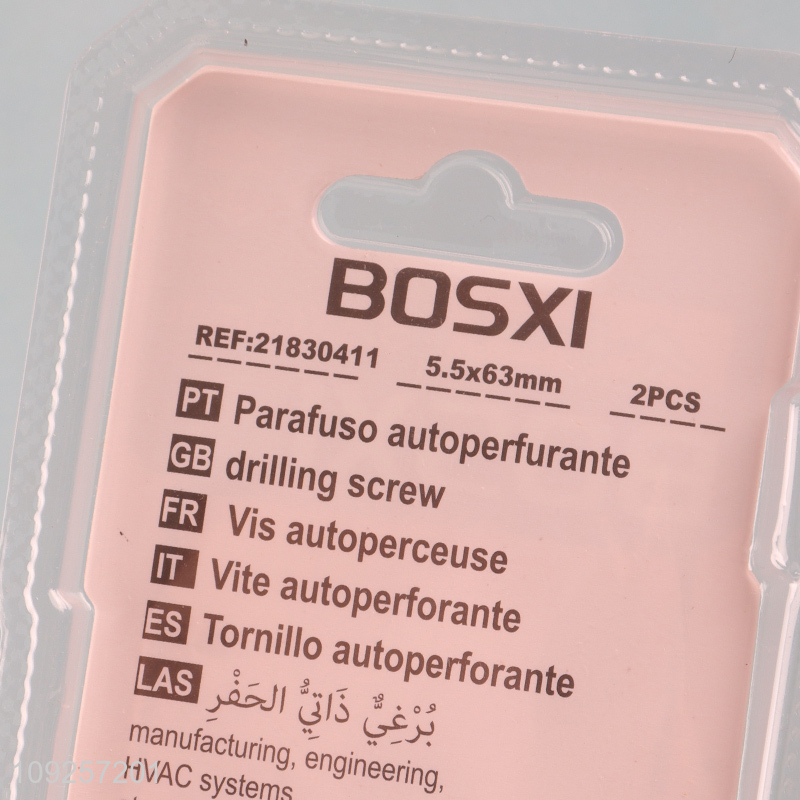 BOSXI
REF:21830411 5.5x63mm 2PCS
PT Parafuso autoperfurante
GB drilling screw
FR Vis autoperceuse
IT Vite autoperforante
ES Tornillo autoperforante
LAS بُرْغِيٌّ ذَاتِيُّ الحَفْرِ
manufacturing, engineering,
HVAC systems